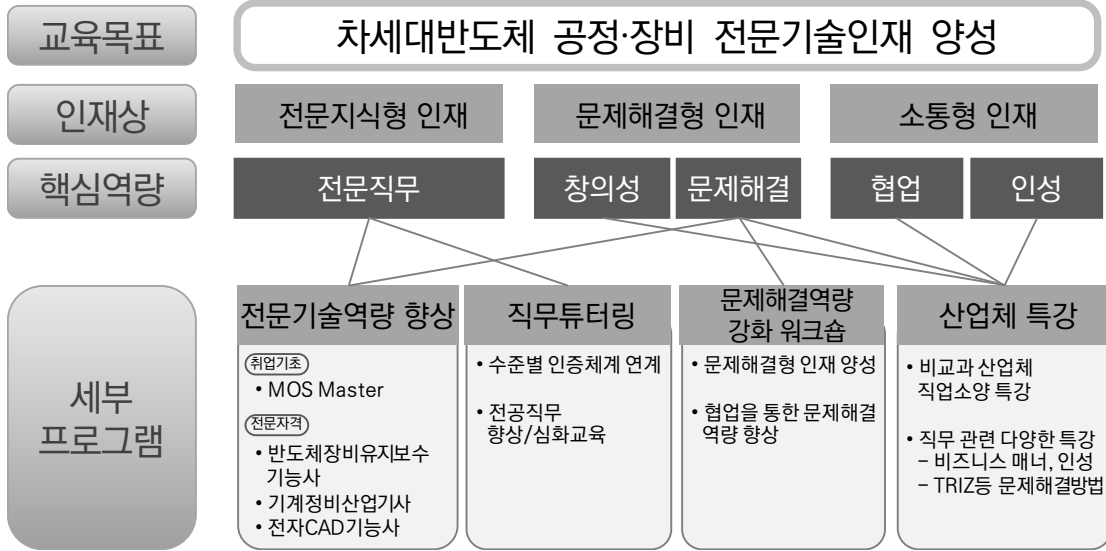 교육목표
차세대반도체 공정·장비 전문기술인재 양성
인재상
전문지식형 인재
문제해결형 인재
소통형 인재
핵심역량
전문직무
창의성
문제해결
협업
인성
세부
프로그램
전문기술역량 향상
취업기초
• MOS Master
전문자격
• 반도체장비유지보수
기능사
• 기계정비산업기사
• 전자CAD기능사
직무튜터링
• 수준별 인증체계 연계
• 전공직무
향상/심화교육
문제해결역량
강화 워크숍
• 문제해결형 인재 양성
• 협업을 통한 문제해결
역량 향상
산업체 특강
• 비교과 산업체
직업소양 특강
• 직무 관련 다양한 특강
– 비즈니스 매너, 인성
– TRIZ등 문제해결방법